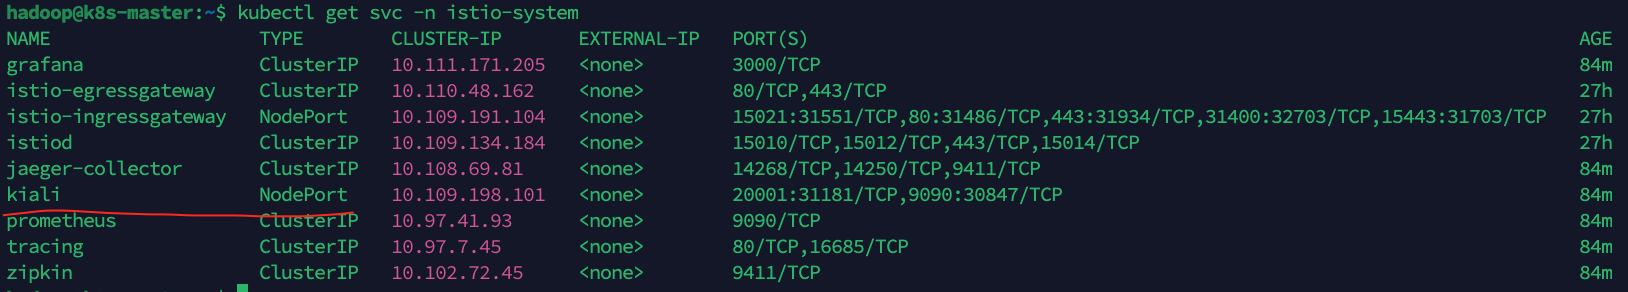 hadoop@k8s-master:~$ kubectl get svc -n istio-system
NAME TYPE CLUSTER-IP EXTERNAL-IP PORT(S) AGE
grafana ClusterIP 10.111.171.205 <none> 3000/TCP 84m
istio-egressgateway ClusterIP 10.110.48.162 <none> 80/TCP,443/TCP 27h
istio-ingressgateway NodePort 10.109.191.104 <none> 15021:31551/TCP,80:31486/TCP,443:31934/TCP,31400:32703/TCP,15443:31703/TCP 27h
istiod ClusterIP 10.109.134.184 <none> 15010/TCP,15012/TCP,443/TCP,15014/TCP 27h
jaeger-collector ClusterIP 10.108.69.81 <none> 14268/TCP,14250/TCP,9411/TCP 84m
kiali NodePort 10.109.198.101 <none> 20001:31181/TCP,9090:30847/TCP 84m
prometheus ClusterIP 10.97.41.93 <none> 9090/TCP 84m
tracing ClusterIP 10.97.7.45 <none> 80/TCP,16685/TCP 84m
zipkin ClusterIP 10.102.72.45 <none> 9411/TCP 84m